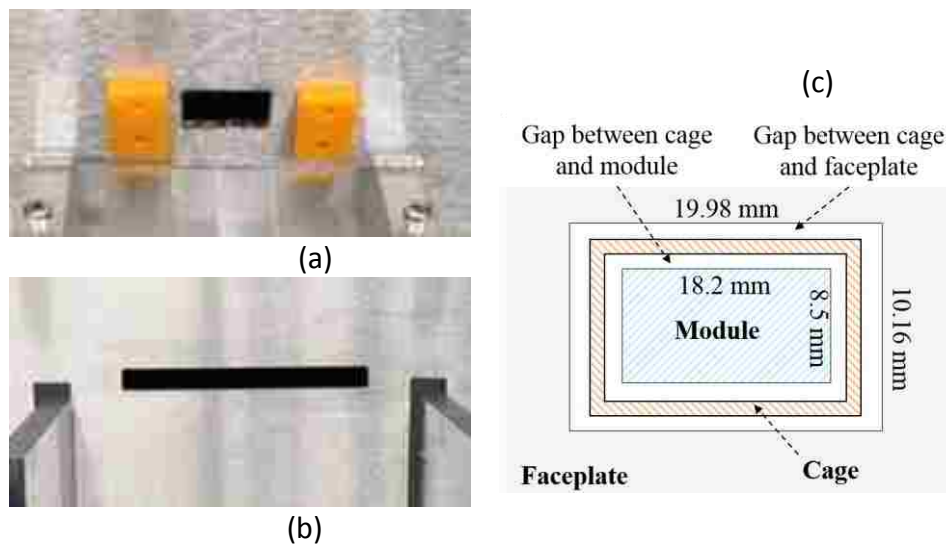 (a)
(b)
(c)
Gap between cage
and module
Gap between cage
and faceplate
19.98 mm
18.2 mm
8.5 mm
Module
10.16 mm
Cage
Faceplate